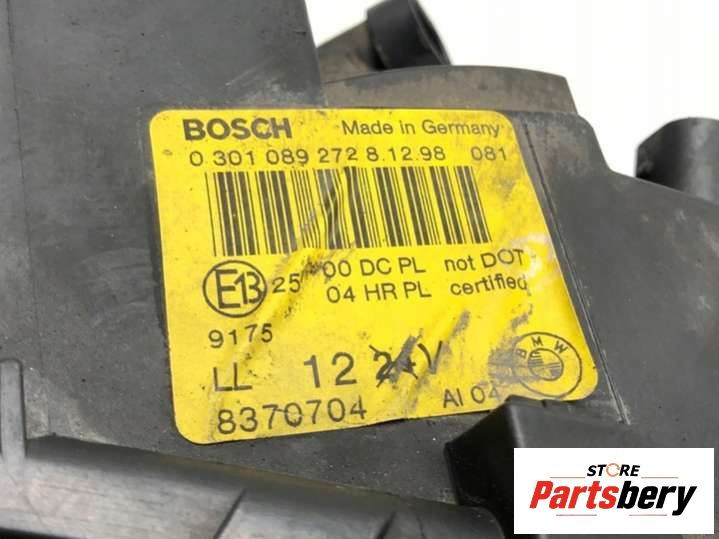 BOSCH Made in Germany
0 301 089 272 8.12.98 081
E13 25 00 DC PL not DOT
04 HR PL certified
9175
LL 12 24V
BMW
8370704 AI 04
STORE
Partsbery